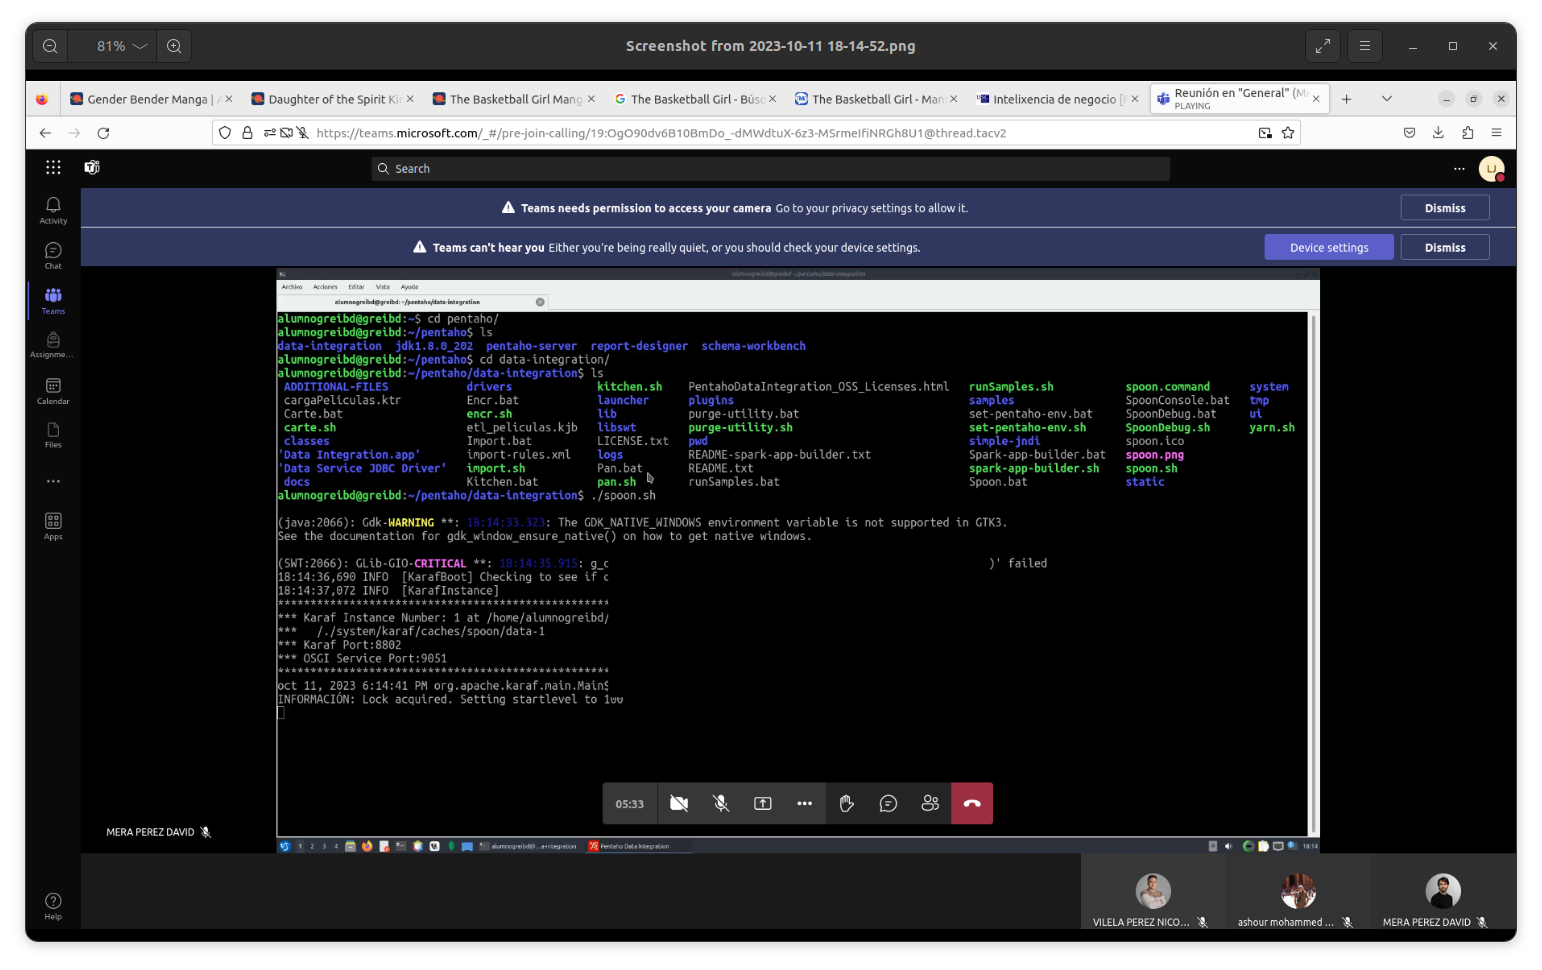 81%
Screenshot from 2023-10-11 18-14-52.png
Gender Bender Manga |
Daughter of the Spirit Ki
The Basketball Girl Mang
The Basketball Girl - Búsq
The Basketball Girl - Man
Intelixencia de negocio [
Reunión en "General" (M
PLAYING
https://teams.microsoft.com/_#/pre-join-calling/19:OgO90dv6B10BmDo_-dMWdtuX-6z3-MSrmeIfiNRGh8U1@thread.tacv2
Search
LJ
Activity
Chat
Teams
Assignme...
Calendar
Files
Apps
Help
Teams needs permission to access your camera Go to your privacy settings to allow it.
Dismiss
Teams can't hear you Either you're being really quiet, or you should check your device settings.
Device settings
Dismiss
alumnogreibd@greibd: ~/pentaho/data-integration
Archivo Acciones Editar Vista Ayuda
alumnogreibd@greibd: ~/pentaho/data-integration
alumnogreibd@greibd:~$ cd pentaho/
alumnogreibd@greibd:~/pentaho$ ls
data-integration jdk1.8.0_202 pentaho-server report-designer schema-workbench
alumnogreibd@greibd:~/pentaho$ cd data-integration/
alumnogreibd@greibd:~/pentaho/data-integration$ ls
ADDITIONAL-FILES drivers kitchen.sh PentahoDataIntegration_OSS_Licenses.html runSamples.sh spoon.command system
cargaPeliculas.ktr Encr.bat launcher plugins samples SpoonConsole.bat tmp
Carte.bat encr.sh lib purge-utility.bat set-pentaho-env.bat SpoonDebug.bat ui
carte.sh etl_peliculas.kjb libswt purge-utility.sh set-pentaho-env.sh SpoonDebug.sh yarn.sh
classes Import.bat LICENSE.txt pwd simple-jndi spoon.ico
'Data Integration.app' import-rules.xml logs README-spark-app-builder.txt Spark-app-builder.bat spoon.png
'Data Service JDBC Driver' import.sh Pan.bat README.txt spark-app-builder.sh spoon.sh
docs Kitchen.bat pan.sh runSamples.bat Spoon.bat static
alumnogreibd@greibd:~/pentaho/data-integration$ ./spoon.sh
(java:2066): Gdk-WARNING **: 18:14:33.323: The GDK_NATIVE_WINDOWS environment variable is not supported in GTK3.
See the documentation for gdk_window_ensure_native() on how to get native windows.
(SWT:2066): GLib-GIO-CRITICAL **: 18:14:35.915: g_c )' failed
18:14:36,690 INFO [KarafBoot] Checking to see if c
18:14:37,072 INFO [KarafInstance]
*************************************************
*** Karaf Instance Number: 1 at /home/alumnogreibd/
*** /./system/karaf/caches/spoon/data-1
*** Karaf Port:8802
*** OSGI Service Port:9051
*************************************************
oct 11, 2023 6:14:41 PM org.apache.karaf.main.Main$
INFORMACIÓN: Lock acquired. Setting startlevel to 100
05:33
MERA PEREZ DAVID
1 2 3 4
alumnogreibd@...a-integration
Pentaho Data Integration
18:14
VILELA PEREZ NICO...
ashour mohammed ...
MERA PEREZ DAVID